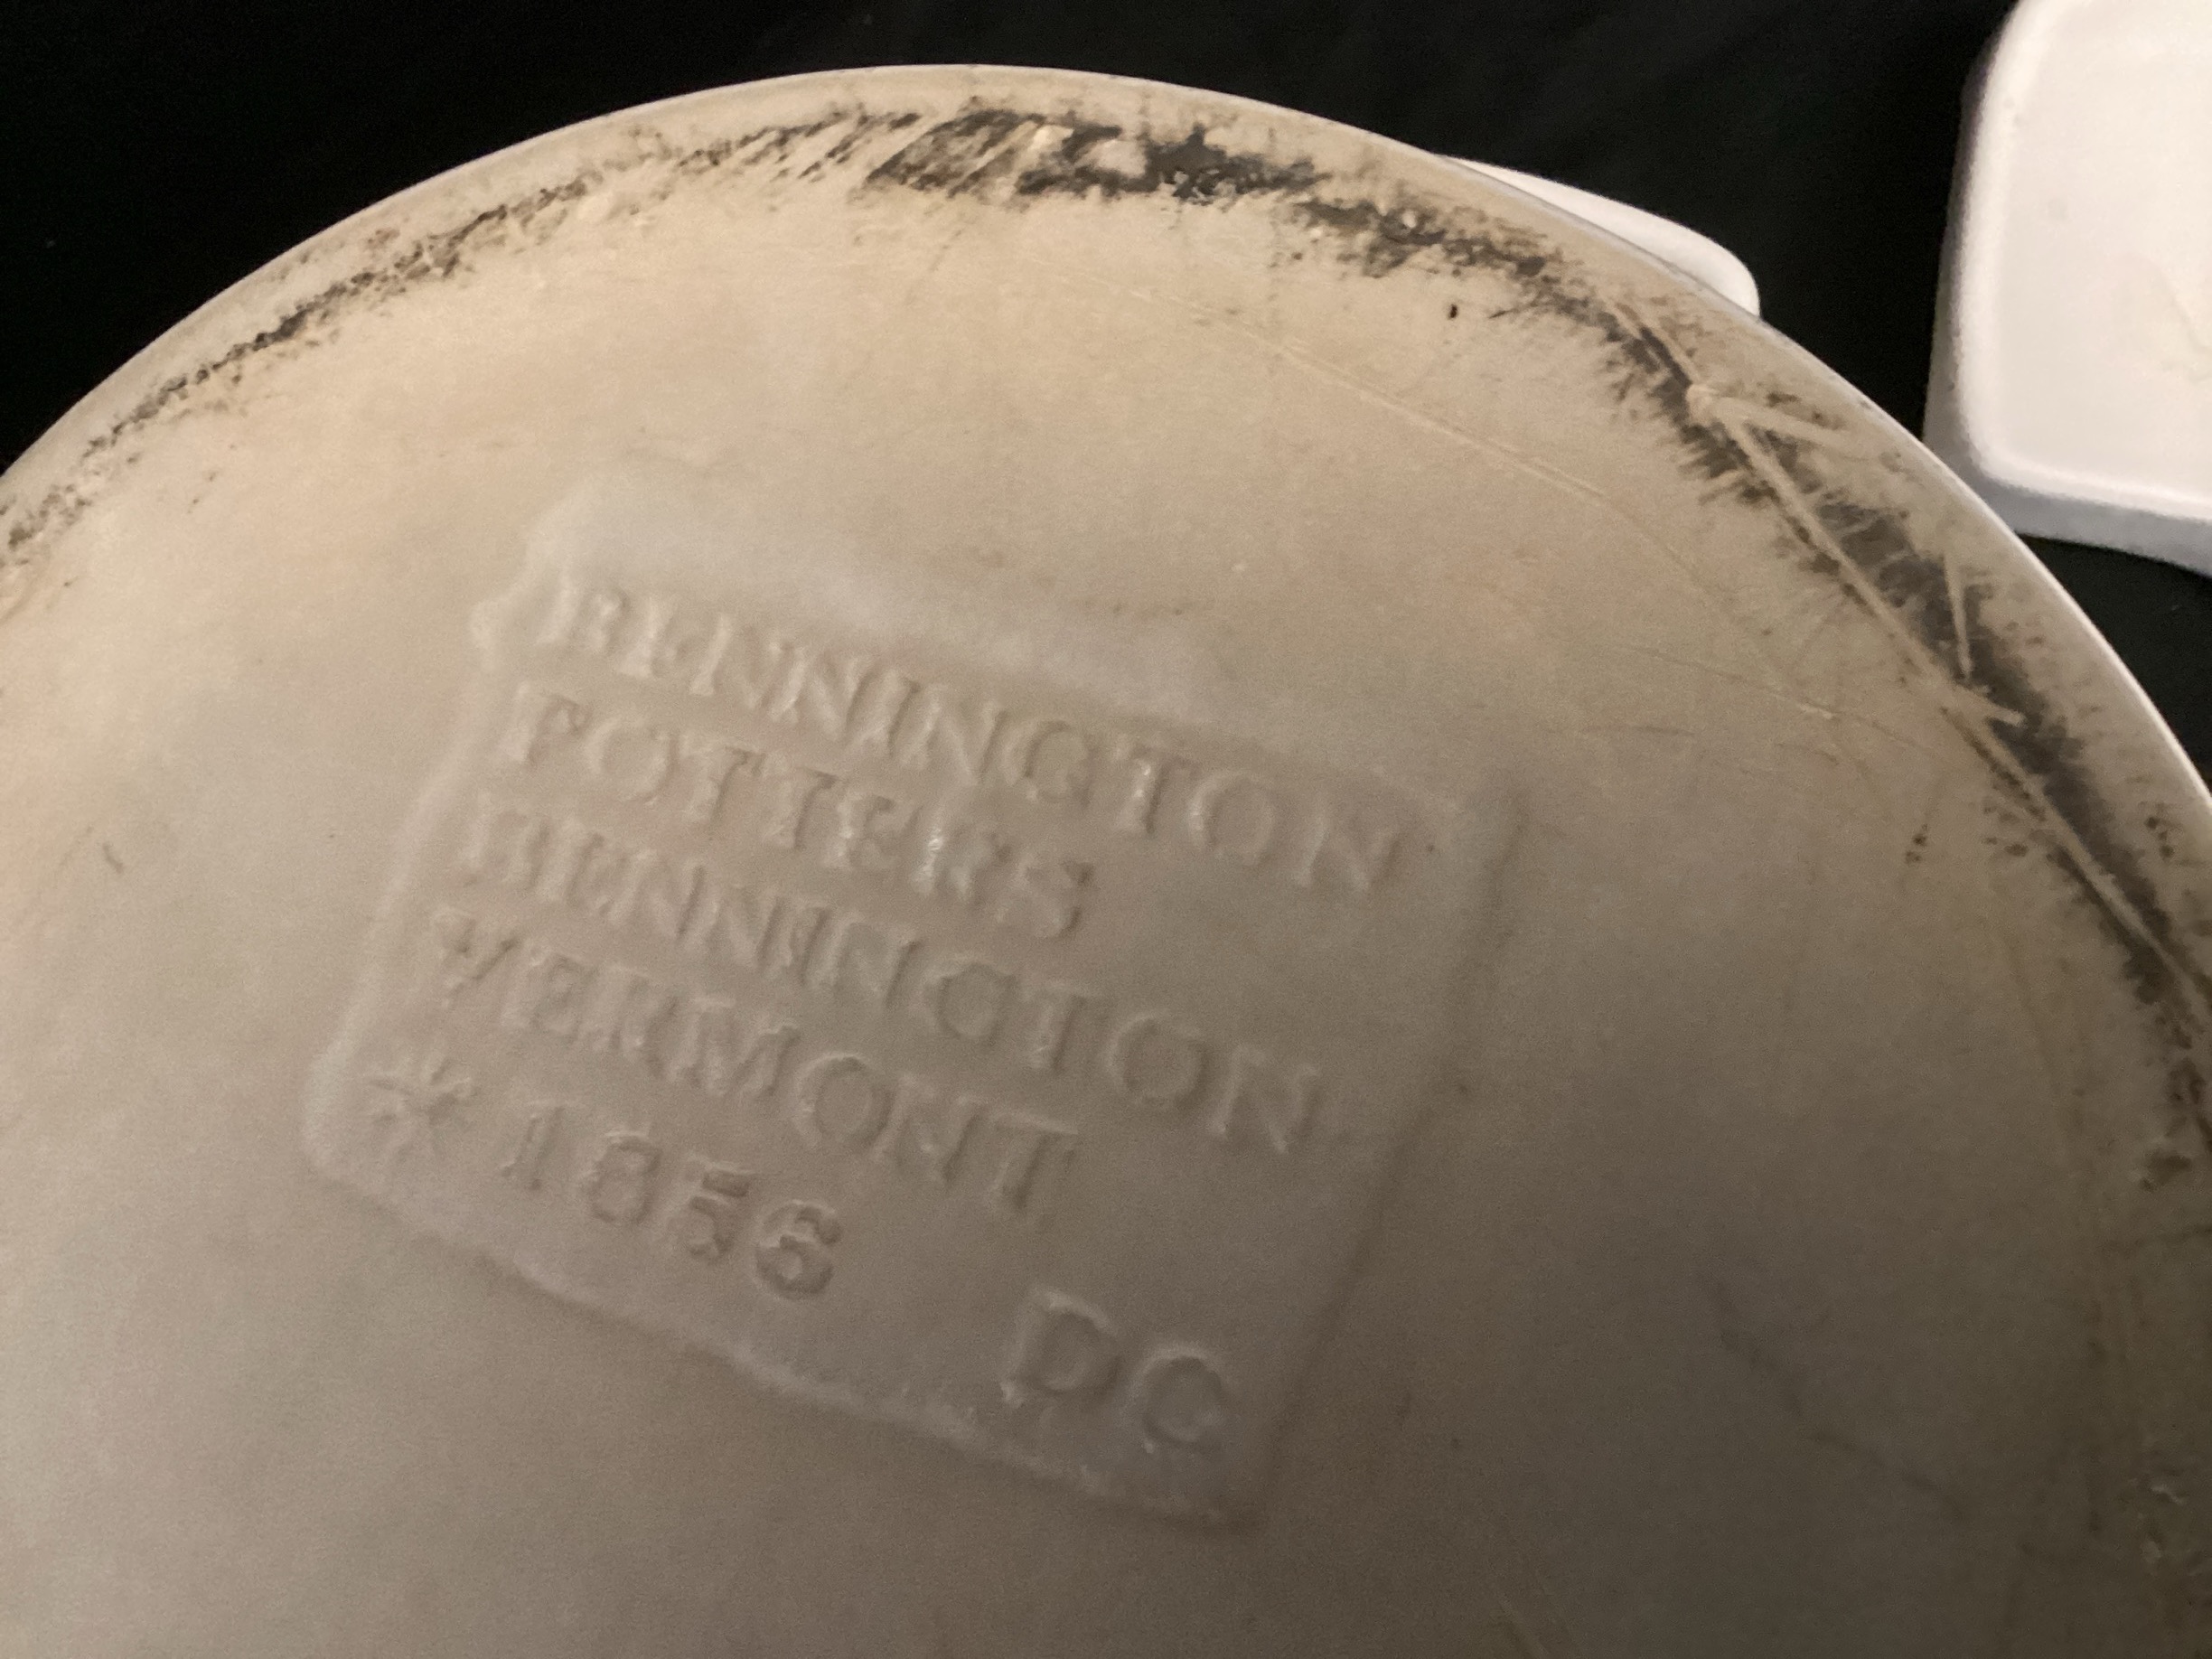 BENNINGTON
POTTERS
BENNINGTON
VERMONT
* 1856 DC